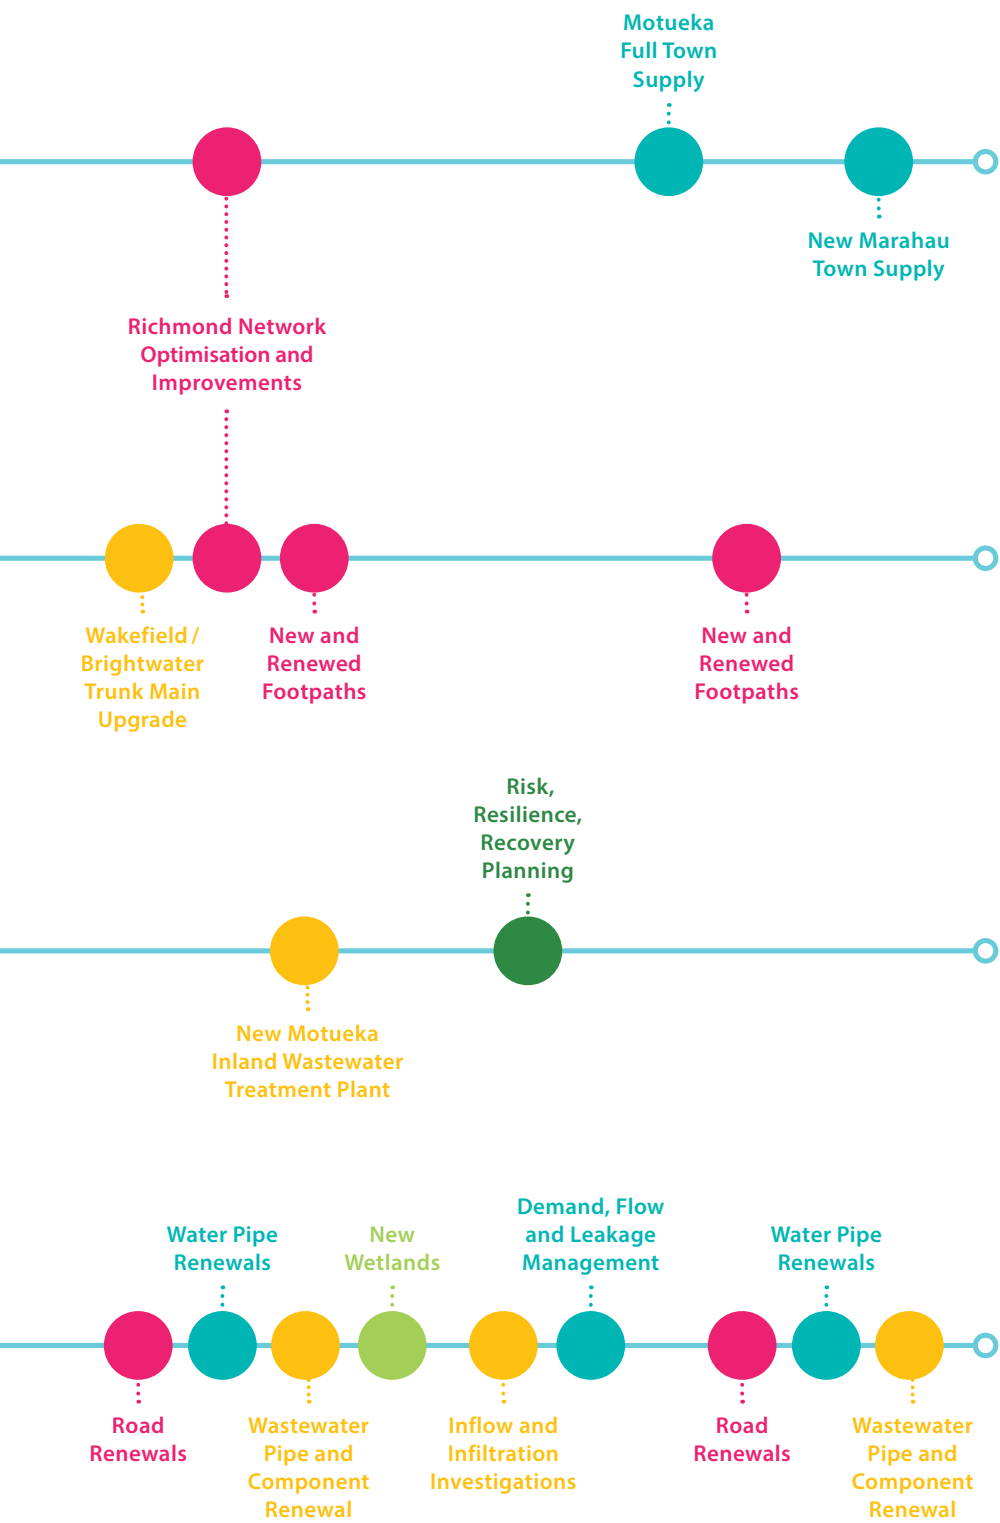 Motueka
Full Town
Supply
New Marahau
Town Supply
Richmond Network
Optimisation and
Improvements
Wakefield /
Brightwater
Trunk Main
Upgrade
New and
Renewed
Footpaths
New and
Renewed
Footpaths
Risk,
Resilience,
Recovery
Planning
New Motueka
Inland Wastewater
Treatment Plant
Water Pipe
Renewals
New
Wetlands
Demand, Flow
and Leakage
Management
Water Pipe
Renewals
Road
Renewals
Wastewater
Pipe and
Component
Renewal
Inflow and
Infiltration
Investigations
Road
Renewals
Wastewater
Pipe and
Component
Renewal